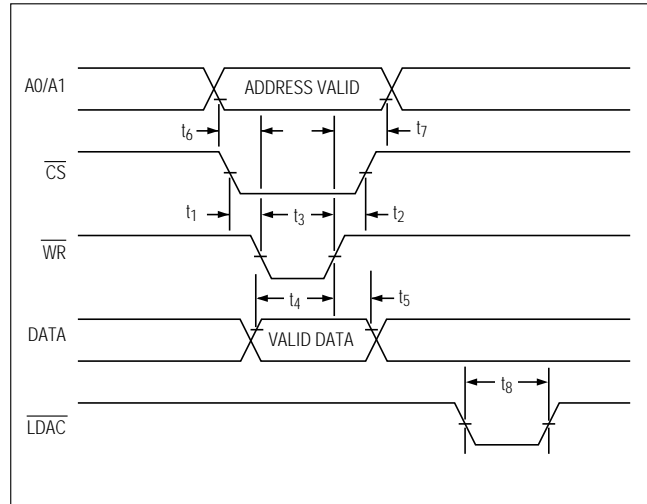 A0/A1
ADDRESS VALID
t6
t7
CS
t1
t3
t2
WR
t4
t5
DATA
VALID DATA
t8
LDAC